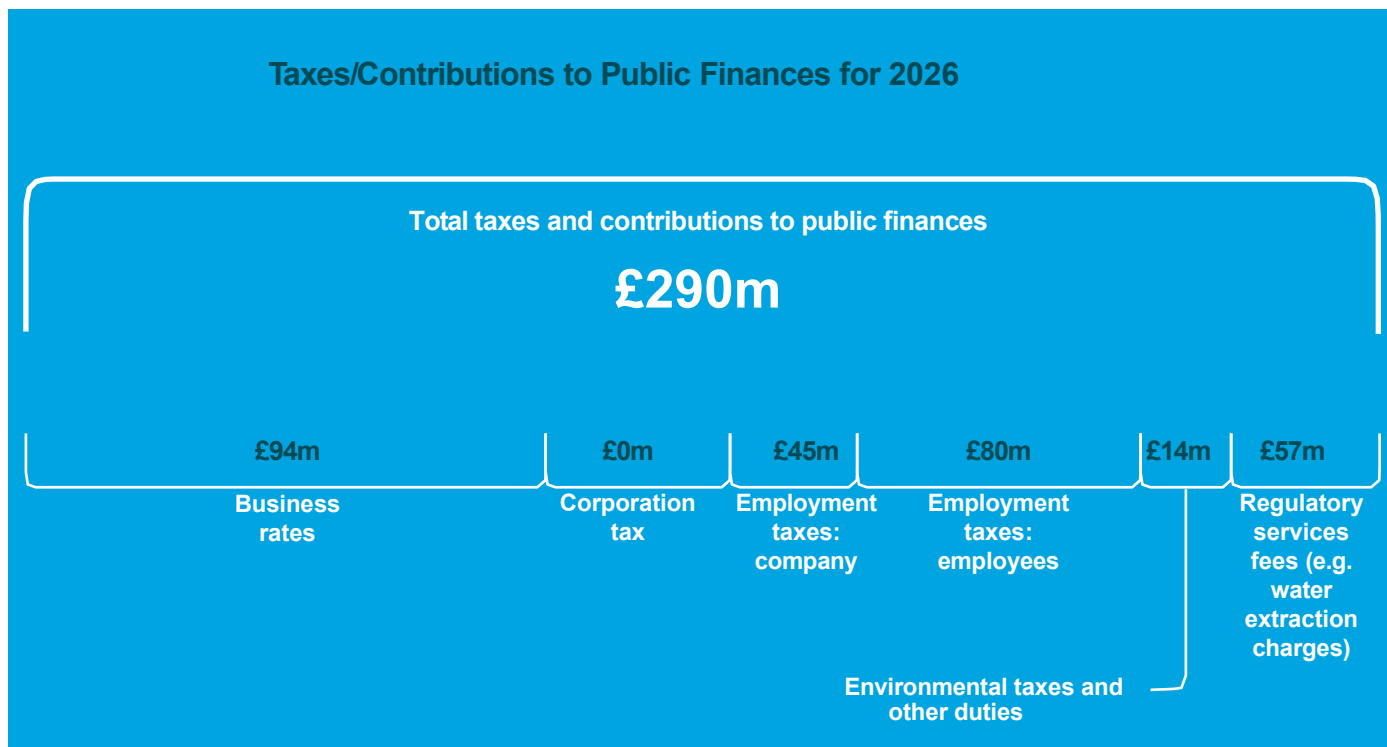 Taxes/Contributions to Public Finances for 2026
Total taxes and contributions to public finances
£290m
£94m
Business
rates
£0m
Corporation
tax
£45m
Employment
taxes:
company
£80m
Employment
taxes:
employees
£14m
Environmental taxes and
other duties
£57m
Regulatory
services
fees (e.g.
water
extraction
charges)